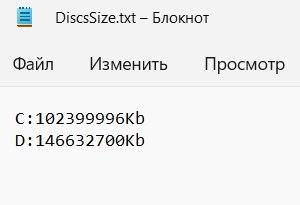 DiscsSize.txt – Блокнот
Файл Изменить Просмотр
C:102399996Kb
D:146632700Kb